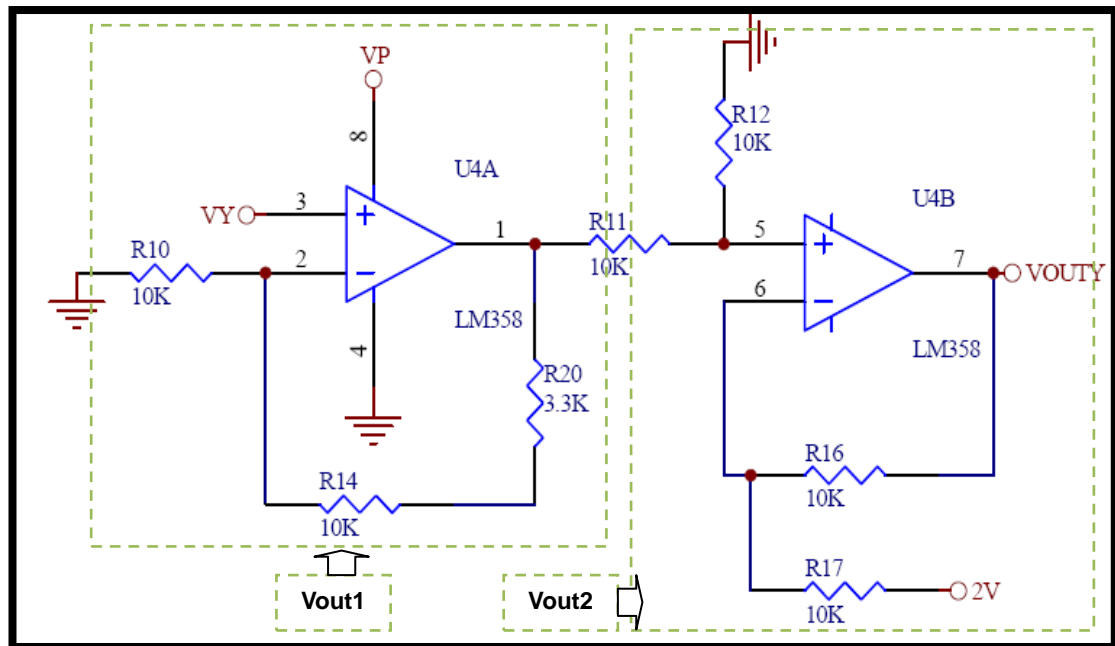 VP
8
U4A
VY
3
1
R10
2
10K
LM358
4
R20
3.3K
R14
10K
Vout1
R12
10K
U4B
R11
10K
5
7
VOUTY
6
LM358
R16
10K
R17
10K
2V
Vout2